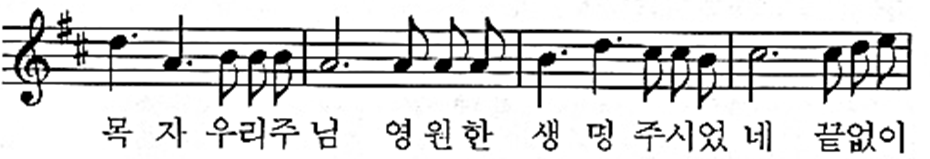 목 자 우리주 님 영원한 생 명 주시었 네 끝없이